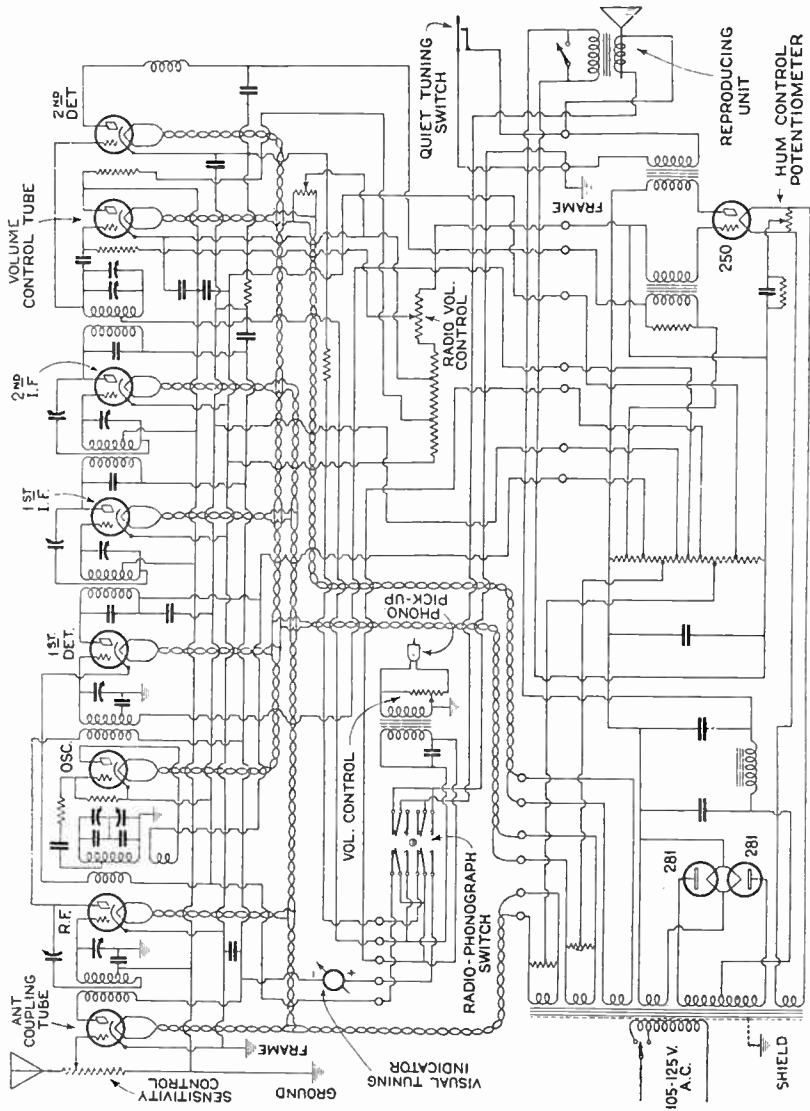 ANT
COUPLING
TUBE
R.F.
OSC.
1ST
DET.
1ST
I.F.
2ND
I.F.
VOLUME
CONTROL TUBE
2ND
DET
SENSITIVITY
CONTROL
GROUND
FRAME
VISUAL TUNING
INDICATOR
-
+
RADIO-PHONOGRAPH
SWITCH
VOL. CONTROL
PHONO
PICK-UP
RADIO VOL.
CONTROL
QUIET TUNING
SWITCH
FRAME
REPRODUCING
UNIT
HUM CONTROL
POTENTIOMETER
250
281
281
105-125 V.
A.C.
SHIELD